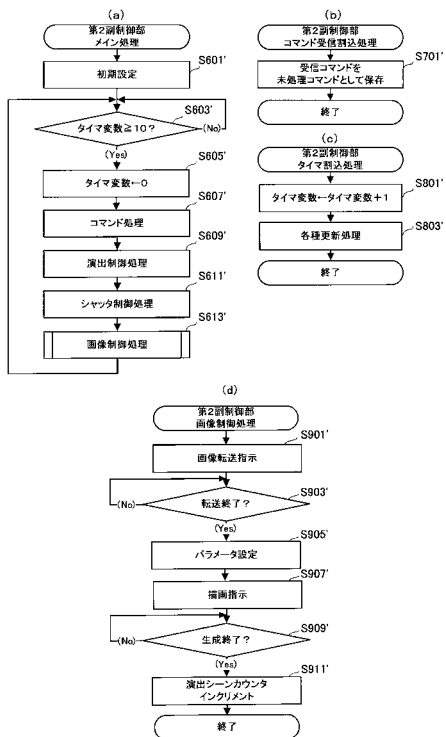 (a)
第2副制御部
メイン処理
S601'
初期設定
S603'
タイマ変数≧10?
(No)
(Yes)
S605'
タイマ変数←0
S607'
コマンド処理
S609'
演出制御処理
S611'
シャッタ制御処理
S613'
画像制御処理
(b)
第2副制御部
コマンド受信割込処理
S701'
受信コマンドを
未処理コマンドとして保存
終了
(c)
第2副制御部
タイマ割込処理
S801'
タイマ変数←タイマ変数+1
S803'
各種更新処理
終了
(d)
第2副制御部
画像制御処理
S901'
画像転送指示
S903'
転送終了?
(No)
(Yes)
S905'
パラメータ設定
S907'
描画指示
S909'
生成終了?
(No)
(Yes)
S911'
演出シーンカウンタ
インクリメント
終了